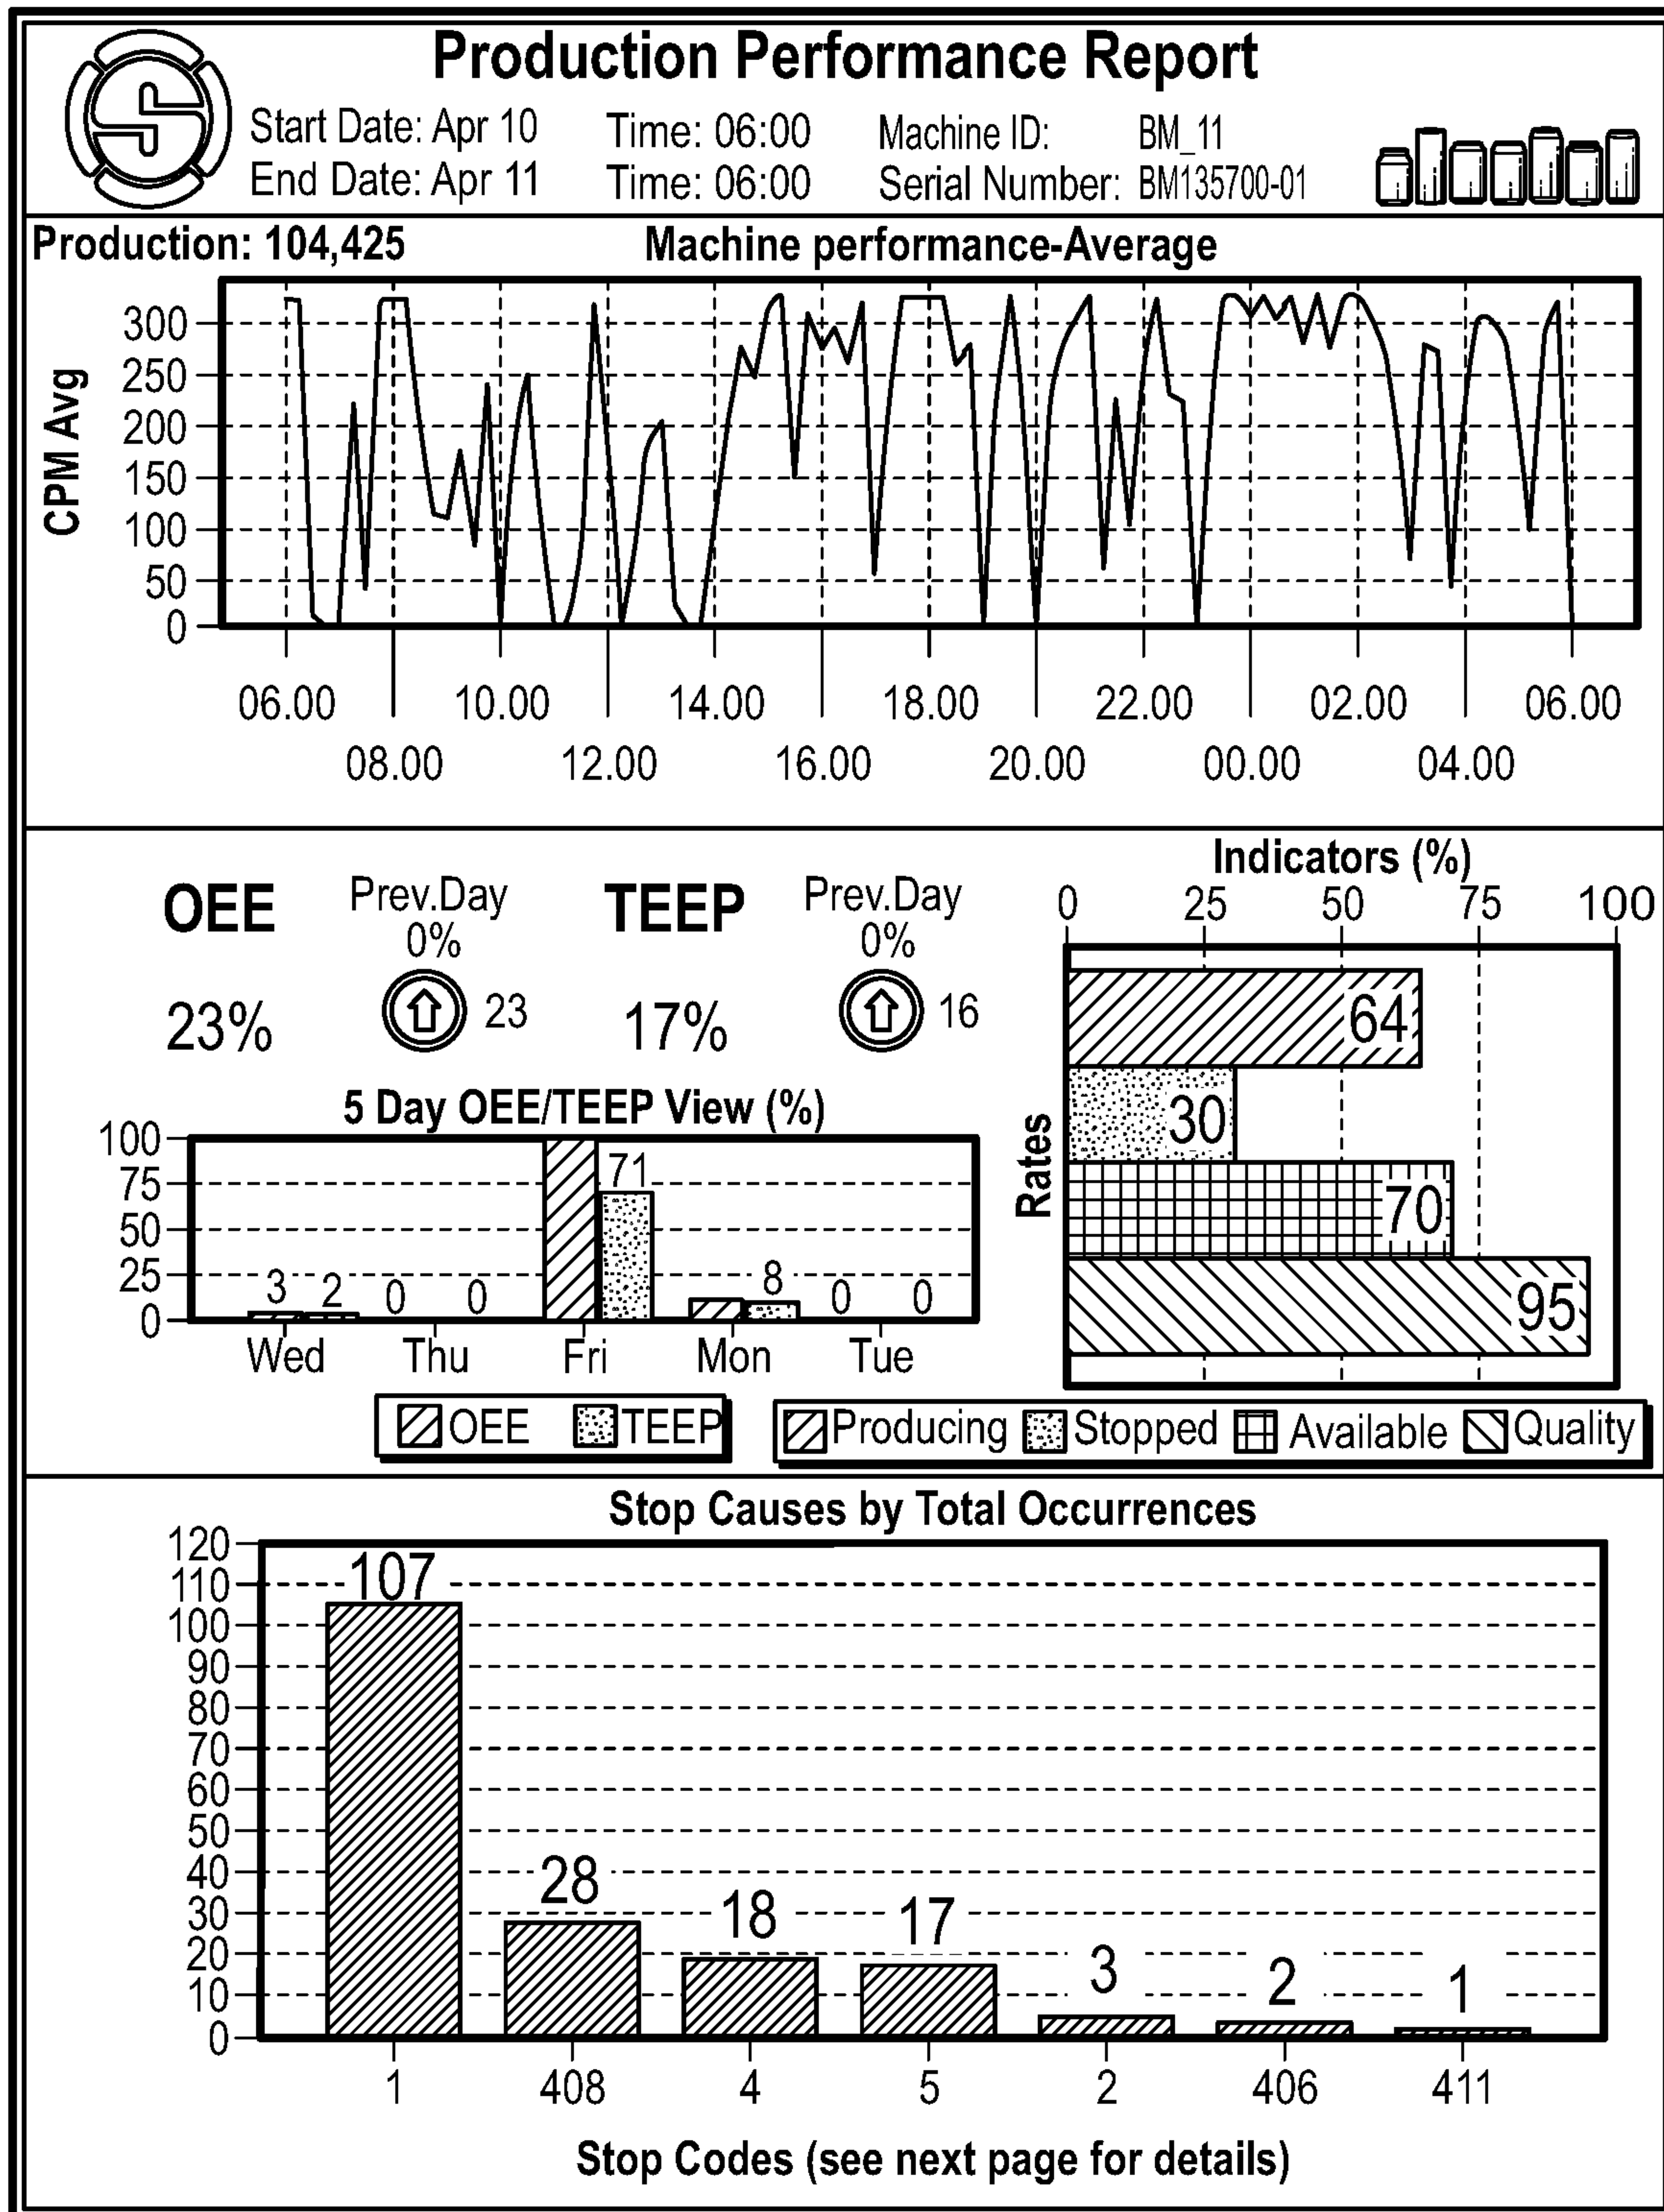 Production Performance Report
Start Date: Apr 10 Time: 06:00 Machine ID: BM_11
End Date: Apr 11 Time: 06:00 Serial Number: BM135700-01
Production: 104,425 Machine performance-Average
CPM Avg
300
250
200
150
100
50
0
06.00 10.00 14.00 18.00 22.00 02.00 06.00
08.00 12.00 16.00 20.00 00.00 04.00
OEE Prev.Day TEEP Prev.Day
0% 0%
23% 23 17% 16
5 Day OEE/TEEP View (%)
100
75
50
25
0
71
3 2 0 0 8 0 0
Wed Thu Fri Mon Tue
OEE TEEP
Indicators (%)
0 25 50 75 100
Rates
64
30
70
95
Producing Stopped Available Quality
Stop Causes by Total Occurrences
120
110
100
90
80
70
60
50
40
30
20
10
0
107 28 18 17 3 2 1
1 408 4 5 2 406 411
Stop Codes (see next page for details)